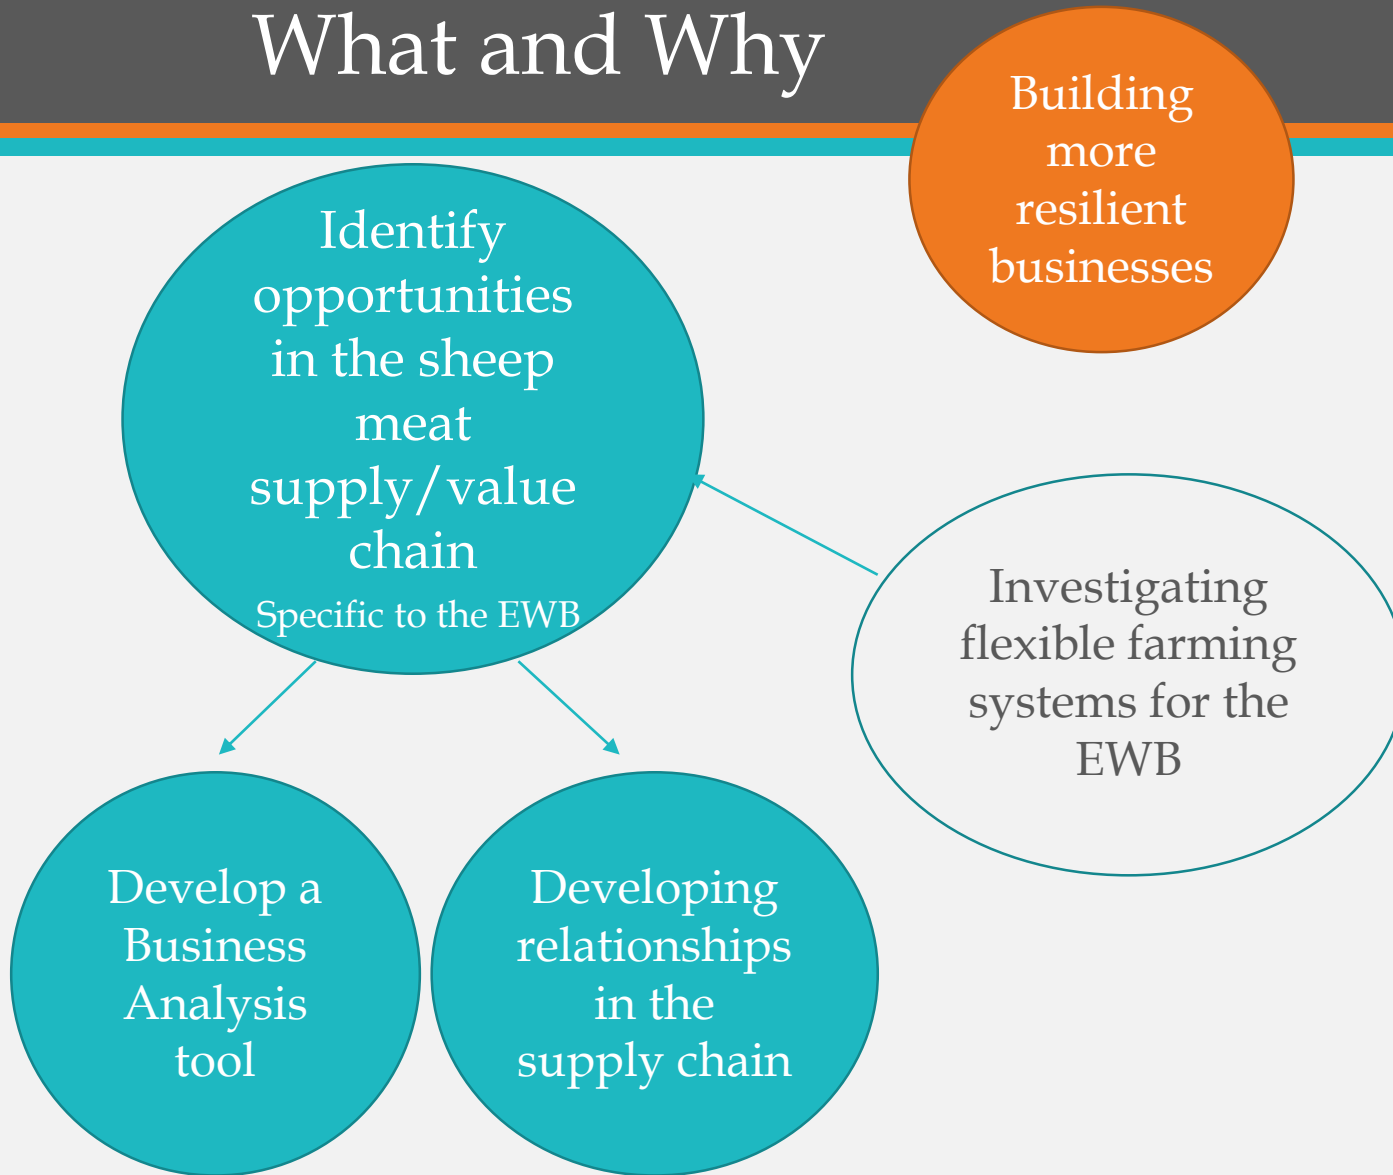 What and Why
Building
more
resilient
businesses
Identify
opportunities
in the sheep
meat
supply/value
chain
Specific to the EWB
Investigating
flexible farming
systems for the
EWB
Develop a
Business
Analysis
tool
Developing
relationships
in the
supply chain